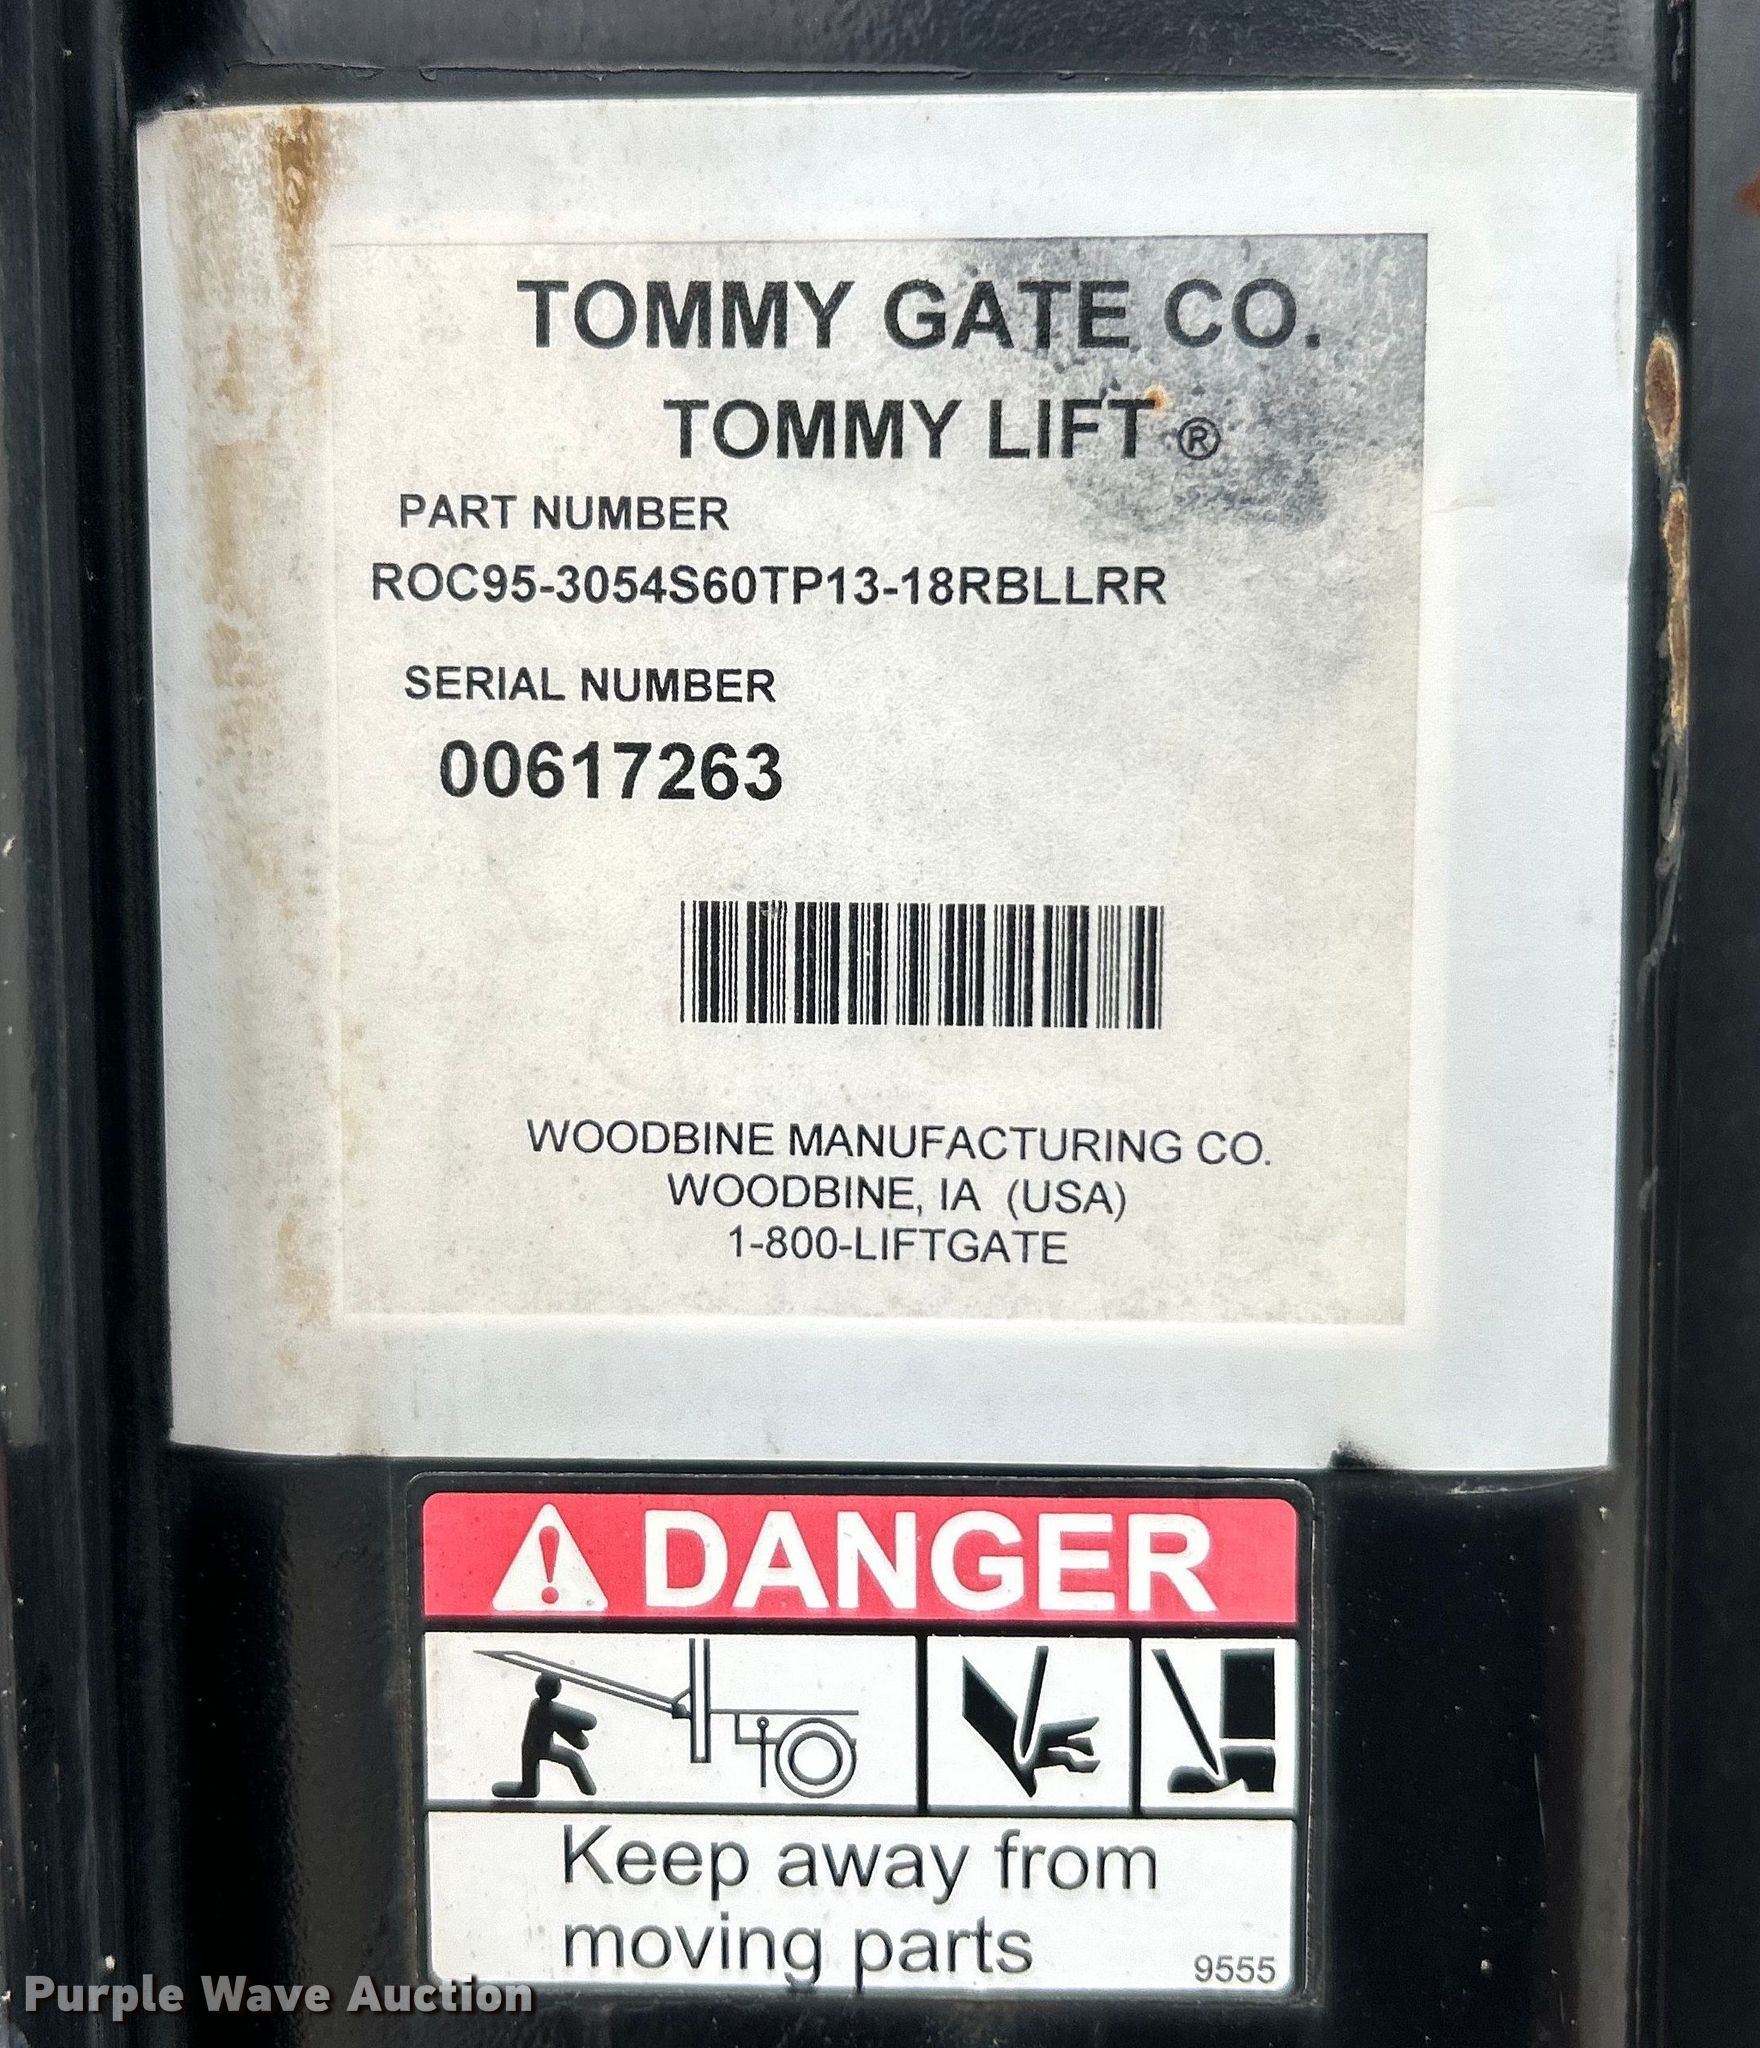 TOMMY GATE CO.
TOMMY LIFT ®
PART NUMBER
ROC95-3054S60TP13-18RBLLRR
SERIAL NUMBER
00617263
WOODBINE MANUFACTURING CO.
WOODBINE, IA (USA)
1-800-LIFTGATE
DANGER
Keep away from
moving parts
9555
Purple Wave Auction